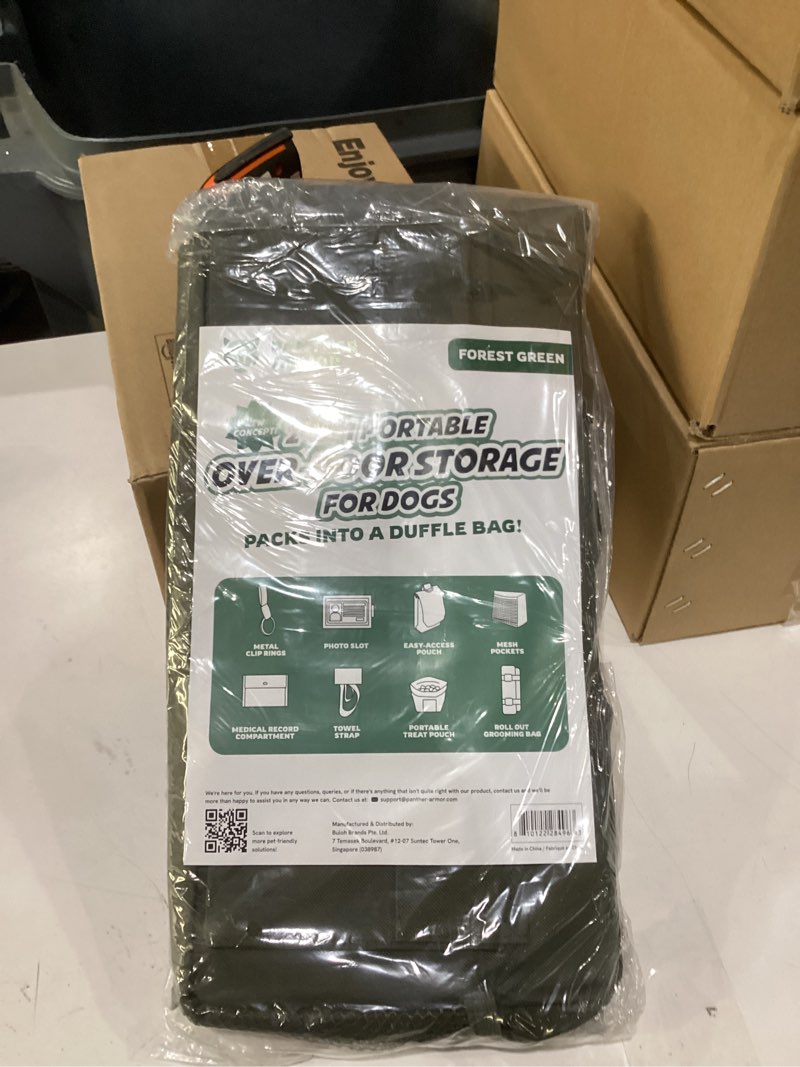 Enjoy
FOREST GREEN
CONCEPT!
PORTABLE
OVER DOOR STORAGE
FOR DOGS
PACKS INTO A DUFFLE BAG!
METAL
CLIP RINGS
PHOTO SLOT
EASY-ACCESS
POUCH
MESH
POCKETS
MEDICAL RECORD
COMPARTMENT
TOWEL
STRAP
PORTABLE
TREAT POUCH
ROLL OUT
GROOMING BAG
We're here for you. If you have any questions, queries, or if there's anything that isn't quite right with our product, contact us and we'll be
more than happy to assist you in any way we can. Contact us at: support@panther-armor.com
Scan to explore
more pet-friendly
solutions!
Manufactured & Distributed by:
Buloh Brands Pte. Ltd.
7 Temasek Boulevard, #12-07 Suntec Tower One,
Singapore (038987)
Made in China / Fabriqué